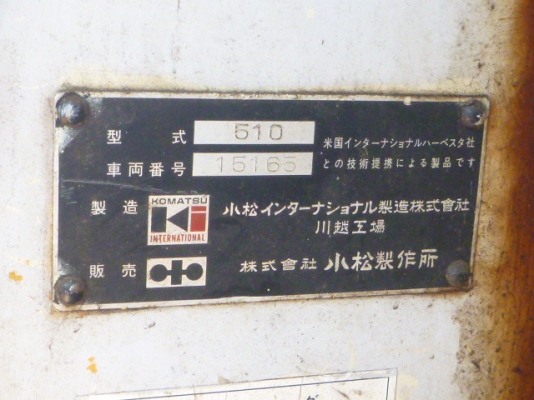 型式 510
車両番号 15165
米国インターナショナルハーベスタ社
との技術提携による製品です
製造 KOMATSU
INTERNATIONAL
小松インターナショナル製造株式會社
川越工場
販売 株式會社 小松製作所